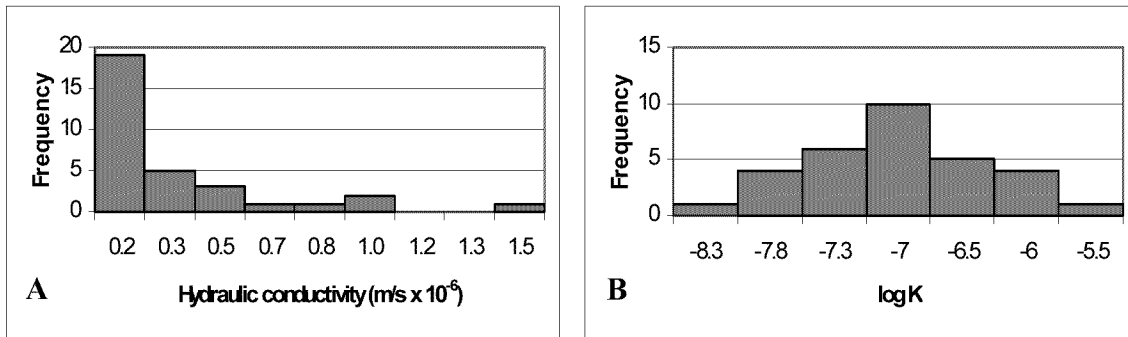 20
15
10
5
0
Frequency
0.2 0.3 0.5 0.7 0.8 1.0 1.2 1.3 1.5
A
Hydraulic conductivity (m/s x 10⁻⁶)
15
10
5
0
Frequency
-8.3 -7.8 -7.3 -7 -6.5 -6 -5.5
B
log K